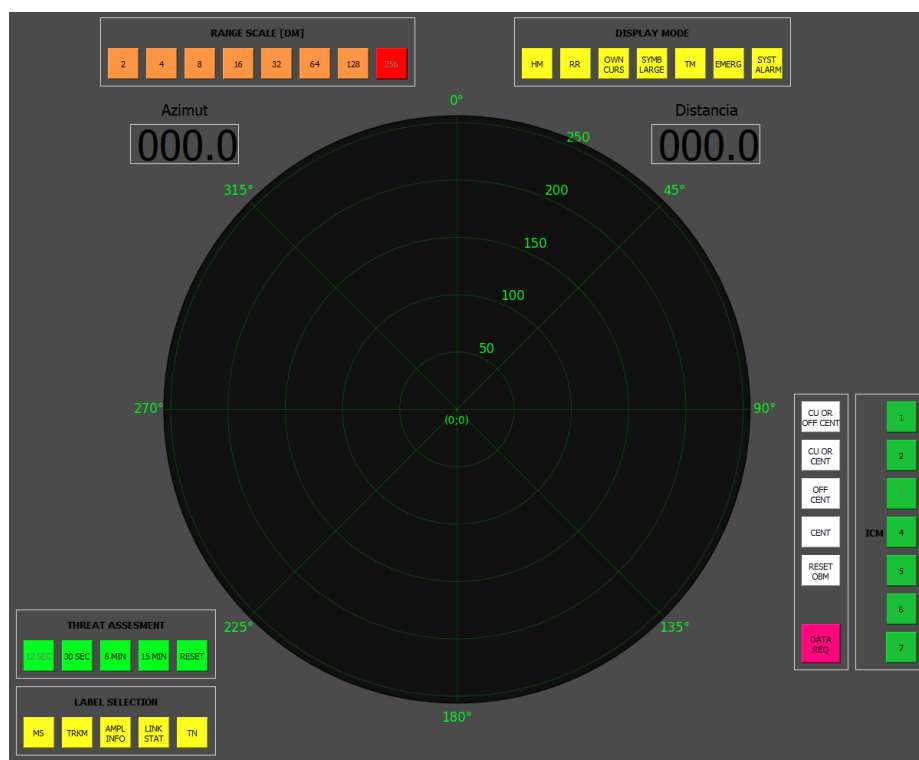 RANGE SCALE [DM]
2 4 8 16 32 64 128 256
DISPLAY MODE
HM RR OWN CURS SYMB LARGE TM EMERG SYST ALARM
Azimut
000.0
Distancia
000.0
0°
45°
90°
135°
180°
225°
270°
315°
250
200
150
100
50
(0;0)
CU OR
OFF CENT
CU OR
CENT
OFF
CENT
CENT
RESET
OBM
DATA
REQ
ICM
1
2
3
4
5
6
7
THREAT ASSESMENT
12 SEC 30 SEC 6 MIN 15 MIN RESET
LABEL SELECTION
MS TRKM AMPL INFO LINK STAT TN